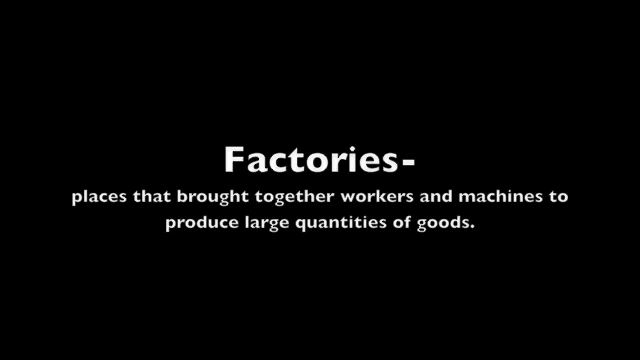 Factories-
places that brought together workers and machines to
produce large quantities of goods.